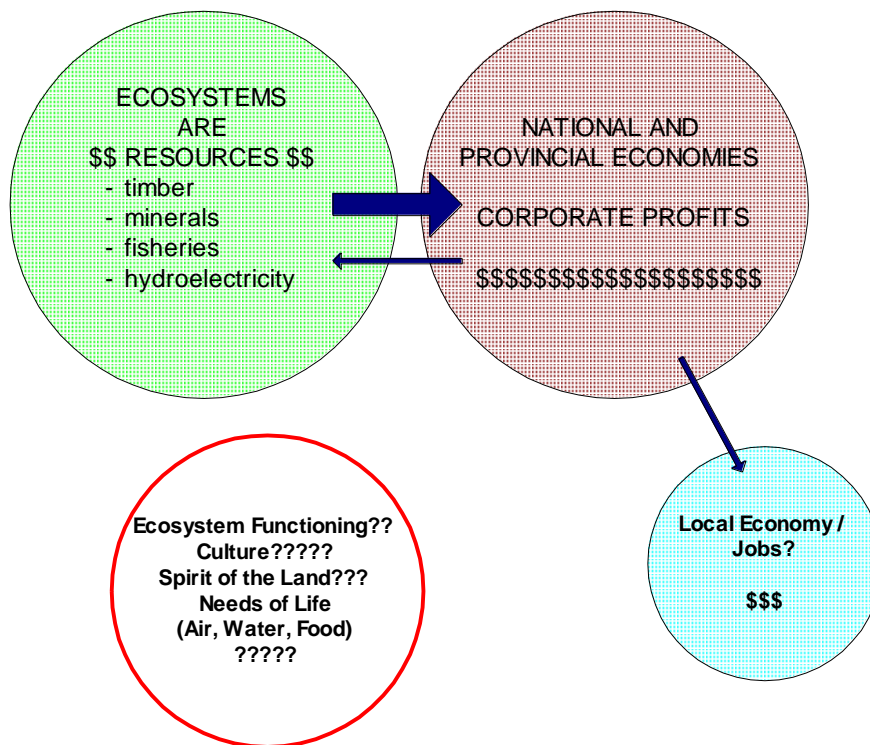 ECOSYSTEMS
ARE
$$ RESOURCES $$
- timber
- minerals
- fisheries
- hydroelectricity
NATIONAL AND
PROVINCIAL ECONOMIES
CORPORATE PROFITS
$$$$$$$$$$$$$$$$$$$$
Ecosystem Functioning??
Culture?????
Spirit of the Land???
Needs of Life
(Air, Water, Food)
?????
Local Economy /
Jobs?
$$$